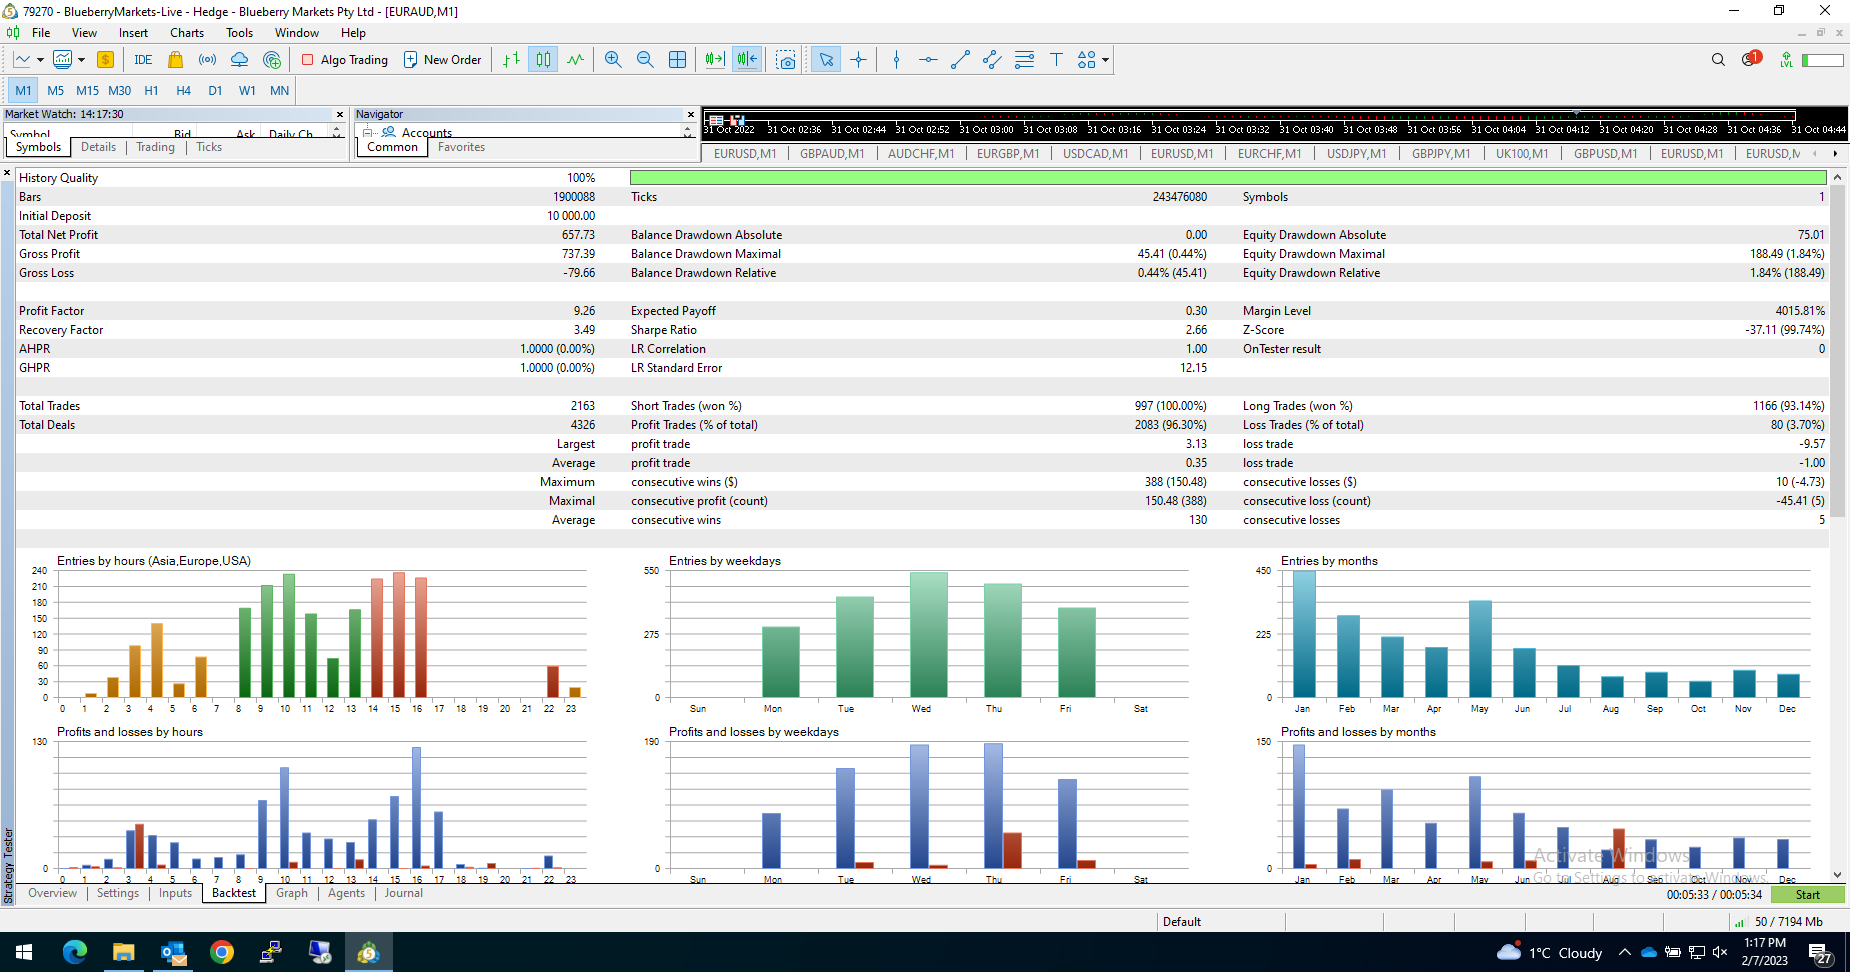 79270 - BlueberryMarkets-Live - Hedge - Blueberry Markets Pty Ltd - [EURAUD,M1]
File View Insert Charts Tools Window Help
IDE Algo Trading New Order 1 LVL
M1 M5 M15 M30 H1 H4 D1 W1 MN
Market Watch: 14:17:30
Symbol Bid Ask Daily Ch...
Symbols Details Trading Ticks
Navigator
Accounts
Common Favorites
31 Oct 2022 31 Oct 02:36 31 Oct 02:44 31 Oct 02:52 31 Oct 03:00 31 Oct 03:08 31 Oct 03:16 31 Oct 03:24 31 Oct 03:32 31 Oct 03:40 31 Oct 03:48 31 Oct 03:56 31 Oct 04:04 31 Oct 04:12 31 Oct 04:20 31 Oct 04:28 31 Oct 04:36 31 Oct 04:44
EURUSD,M1 GBPAUD,M1 AUDCHF,M1 EURGBP,M1 USDCAD,M1 EURUSD,M1 EURCHF,M1 USDJPY,M1 GBPJPY,M1 UK100,M1 GBPUSD,M1 EURUSD,M1 EURUSD,M
History Quality 100%
Bars 1900088 Ticks 243476080 Symbols 1
Initial Deposit 10 000.00
Total Net Profit 657.73 Balance Drawdown Absolute 0.00 Equity Drawdown Absolute 75.01
Gross Profit 737.39 Balance Drawdown Maximal 45.41 (0.44%) Equity Drawdown Maximal 188.49 (1.84%)
Gross Loss -79.66 Balance Drawdown Relative 0.44% (45.41) Equity Drawdown Relative 1.84% (188.49)
Profit Factor 9.26 Expected Payoff 0.30 Margin Level 4015.81%
Recovery Factor 3.49 Sharpe Ratio 2.66 Z-Score -37.11 (99.74%)
AHPR 1.0000 (0.00%) LR Correlation 1.00 OnTester result 0
GHPR 1.0000 (0.00%) LR Standard Error 12.15
Total Trades 2163 Short Trades (won %) 997 (100.00%) Long Trades (won %) 1166 (93.14%)
Total Deals 4326 Profit Trades (% of total) 2083 (96.30%) Loss Trades (% of total) 80 (3.70%)
Largest profit trade 3.13 loss trade -9.57
Average profit trade 0.35 loss trade -1.00
Maximum consecutive wins ($) 388 (150.48) consecutive losses ($) 10 (-4.73)
Maximal consecutive profit (count) 150.48 (388) consecutive loss (count) -45.41 (5)
Average consecutive wins 130 consecutive losses 5
Entries by hours (Asia,Europe,USA)
240
210
180
150
120
90
60
30
0
0 1 2 3 4 5 6 7 8 9 10 11 12 13 14 15 16 17 18 19 20 21 22 23
Entries by weekdays
550
275
0
Sun Mon Tue Wed Thu Fri Sat
Entries by months
450
225
0
Jan Feb Mar Apr May Jun Jul Aug Sep Oct Nov Dec
Profits and losses by hours
130
0
0 1 2 3 4 5 6 7 8 9 10 11 12 13 14 15 16 17 18 19 20 21 22 23
Profits and losses by weekdays
190
0
Sun Mon Tue Wed Thu Fri Sat
Profits and losses by months
150
0
Jan Feb Mar Apr May Jun Jul Aug Sep Oct Nov Dec
Activate Windows
Go to Settings to activate Windows.
Strategy Tester
Overview Settings Inputs Backtest Graph Agents Journal
00:05:33 / 00:05:34 Start
Default 50 / 7194 Mb
1°C Cloudy
1:17 PM
2/7/2023
27